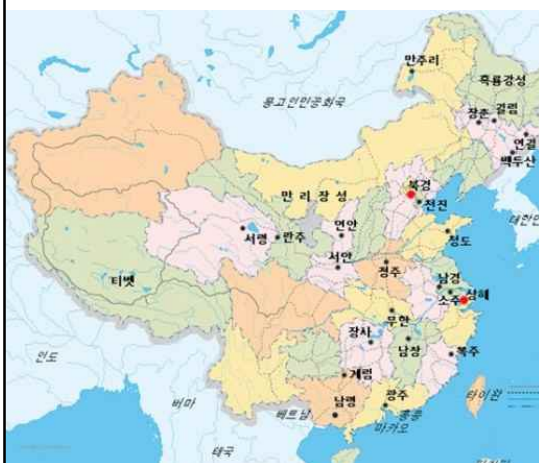 만주리
흑룡강성
몽고인민공화국
장춘
길림
연길
백두산
북경
천진
대한민
만 리 장 성
서령
란주
연안
서안
청도
정주
티벳
남경
소주
상해
무한
장사
남창
복주
계림
인도
버마
남령
광주
홍콩
마카오
타이완
베트남
태국